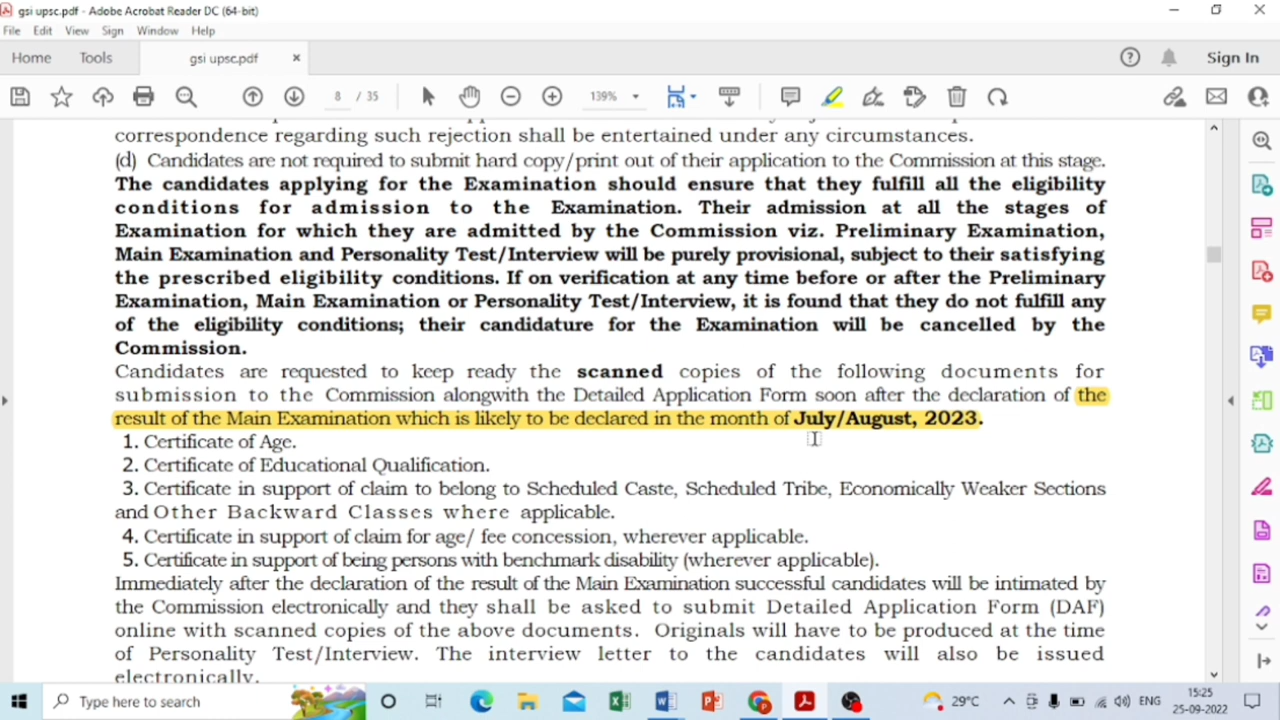 gsi upsc.pdf - Adobe Acrobat Reader DC (64-bit)
File Edit View Sign Window Help
Home Tools gsi upsc.pdf × Sign In
8 / 35 139%
correspondence regarding such rejection shall be entertained under any circumstances.
(d) Candidates are not required to submit hard copy/print out of their application to the Commission at this stage.
The candidates applying for the Examination should ensure that they fulfill all the eligibility
conditions for admission to the Examination. Their admission at all the stages of
Examination for which they are admitted by the Commission viz. Preliminary Examination,
Main Examination and Personality Test/Interview will be purely provisional, subject to their satisfying
the prescribed eligibility conditions. If on verification at any time before or after the Preliminary
Examination, Main Examination or Personality Test/Interview, it is found that they do not fulfill any
of the eligibility conditions; their candidature for the Examination will be cancelled by the
Commission.
Candidates are requested to keep ready the scanned copies of the following documents for
submission to the Commission alongwith the Detailed Application Form soon after the declaration of the
result of the Main Examination which is likely to be declared in the month of July/August, 2023.
1. Certificate of Age.
2. Certificate of Educational Qualification.
3. Certificate in support of claim to belong to Scheduled Caste, Scheduled Tribe, Economically Weaker Sections
and Other Backward Classes where applicable.
4. Certificate in support of claim for age/ fee concession, wherever applicable.
5. Certificate in support of being persons with benchmark disability (wherever applicable).
Immediately after the declaration of the result of the Main Examination successful candidates will be intimated by
the Commission electronically and they shall be asked to submit Detailed Application Form (DAF)
online with scanned copies of the above documents. Originals will have to be produced at the time
of Personality Test/Interview. The interview letter to the candidates will also be issued
electronically.
Type here to search 29°C ENG 15:25
25-09-2022